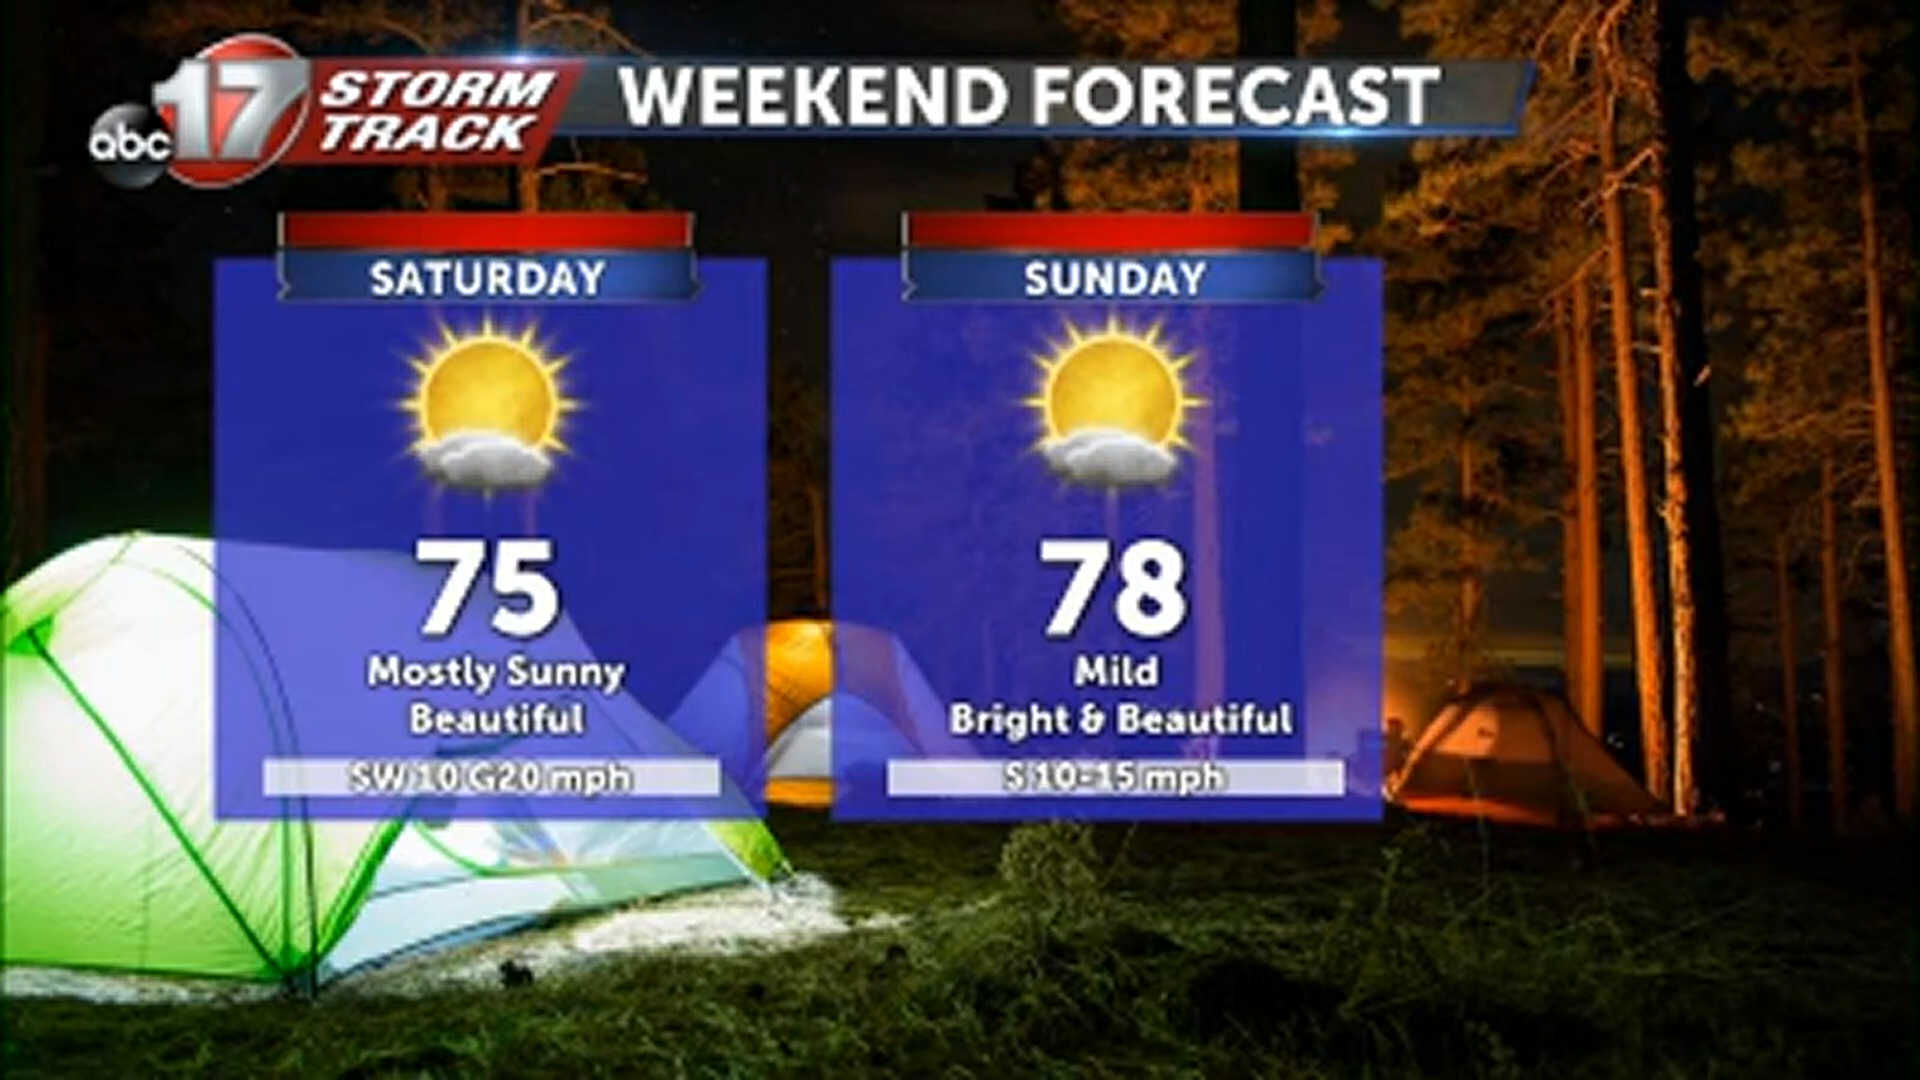 abc 17 STORM TRACK
WEEKEND FORECAST
SATURDAY
75
Mostly Sunny
Beautiful
SW 10 G20 mph
SUNDAY
78
Mild
Bright & Beautiful
S 10-15 mph